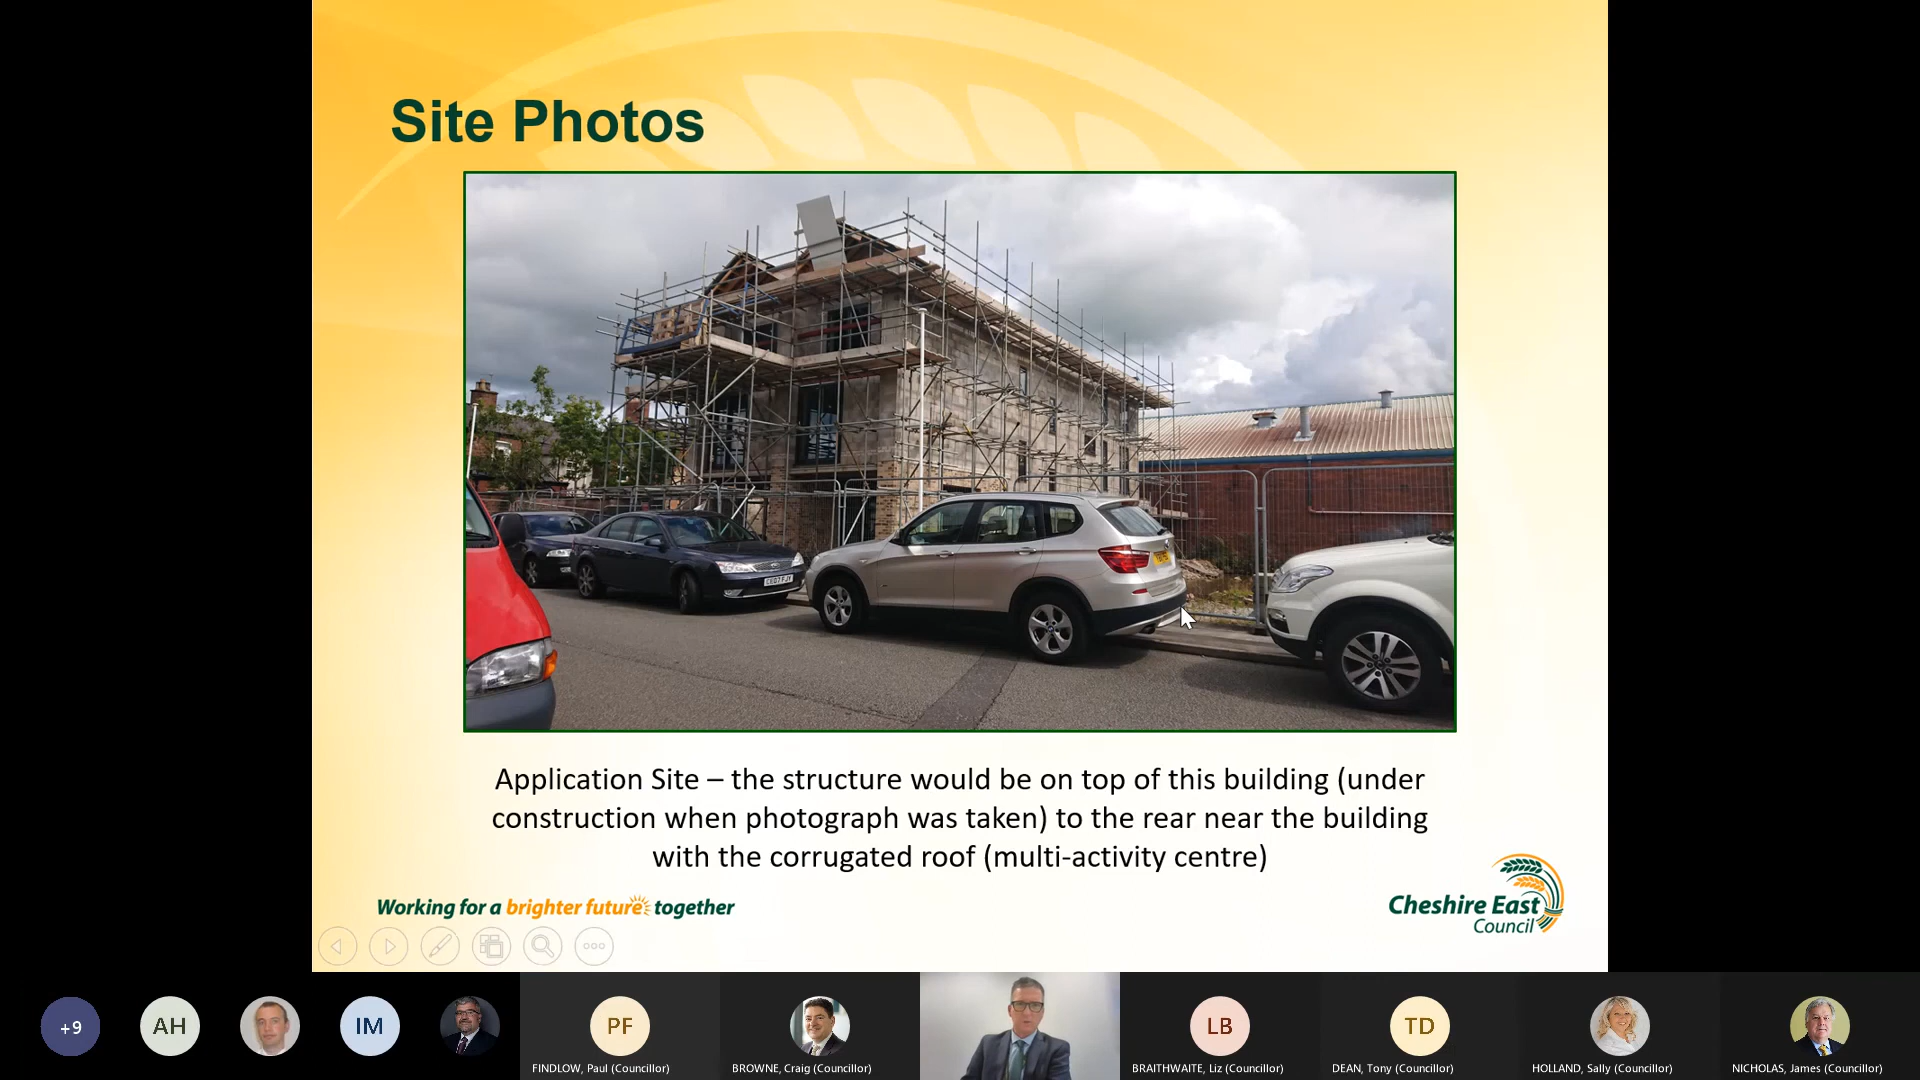 Site Photos
Application Site – the structure would be on top of this building (under
construction when photograph was taken) to the rear near the building
with the corrugated roof (multi-activity centre)
Working for a brighter future together
Cheshire East
Council
+9
AH
IM
PF
LB
TD
FINDLOW, Paul (Councillor)
BROWNE, Craig (Councillor)
BRAITHWAITE, Liz (Councillor)
DEAN, Tony (Councillor)
HOLLAND, Sally (Councillor)
NICHOLAS, James (Councillor)